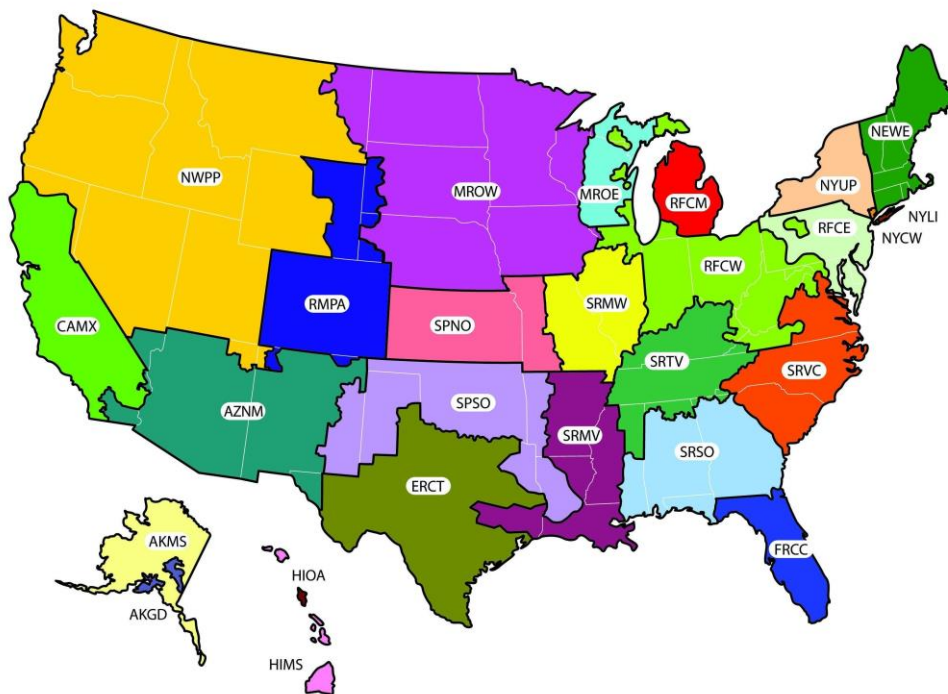 NEWE
NWPP
MROW
MROE
RFCM
NYUP
NYLI
RFCE
NYCW
RFCW
SRMW
RMPA
SPNO
CAMX
SRTV
SRVC
SPSO
AZNM
SRMV
SRSO
ERCT
AKMS
FRCC
HIOA
AKGD
HIMS